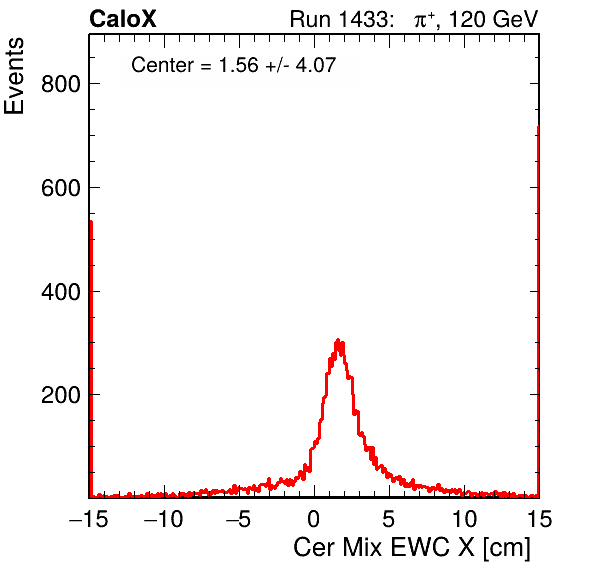 CaloX Run 1433: π⁺, 120 GeV
Center = 1.56 +/- 4.07
Events
800
600
400
200
−15 −10 −5 0 5 10 15
Cer Mix EWC X [cm]